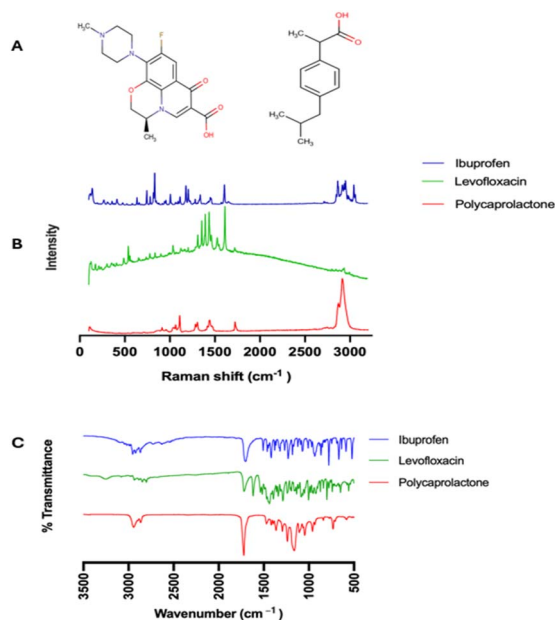 A
H₃C
N
N
F
O
O
N
O
CH₃
OH
OH
H₃C
O
H₃C
CH₃
Ibuprofen
Levofloxacin
Polycaprolactone
B
Intensity
0 500 1000 1500 2000 2500 3000
Raman shift (cm⁻¹)
C
Ibuprofen
Levofloxacin
Polycaprolactone
% Transmittance
3500 3000 2500 2000 1500 1000 500
Wavenumber (cm⁻¹)